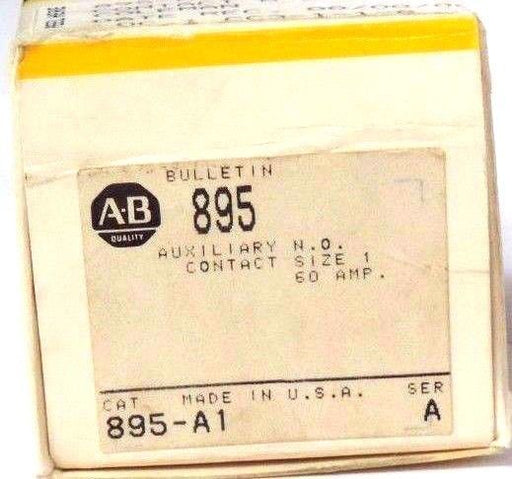 BULLETIN
A-B
QUALITY
895
AUXILIARY N.O.
CONTACT SIZE 1
60 AMP.
CAT MADE IN U.S.A. SER
895-A1 A